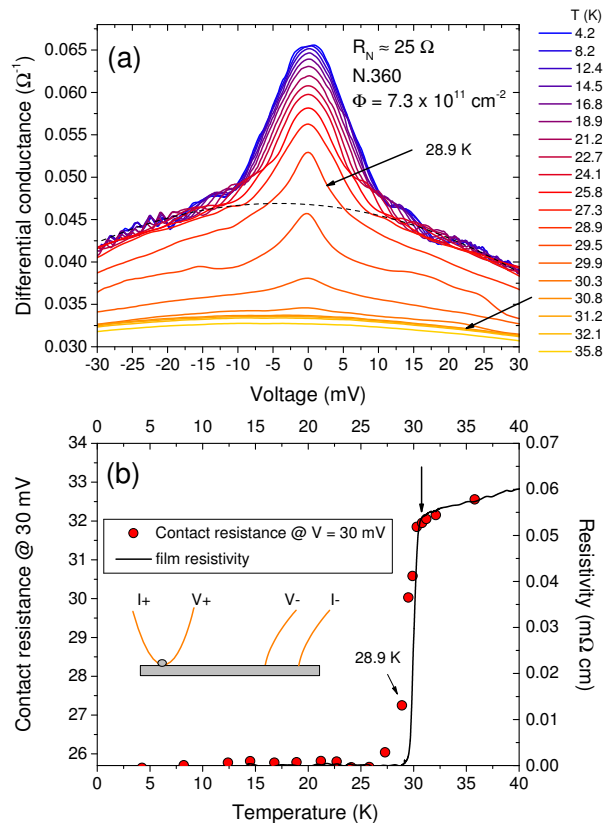 T (K)
4.2
8.2
12.4
14.5
16.8
18.9
21.2
22.7
24.1
25.8
27.3
28.9
29.5
29.9
30.3
30.8
31.2
32.1
35.8
(a)
R_N ≈ 25 Ω
N.360
Φ = 7.3 x 10^11 cm^-2
28.9 K
Differential conductance (Ω^-1)
0.065
0.060
0.055
0.050
0.045
0.040
0.035
0.030
-30 -25 -20 -15 -10 -5 0 5 10 15 20 25 30
Voltage (mV)
0 5 10 15 20 25 30 35 40
(b)
Contact resistance @ 30 mV
34
33
32
31
30
29
28
27
26
Contact resistance @ V = 30 mV
film resistivity
I+ V+ V- I-
28.9 K
0.07
0.06
0.05
0.04
0.03
0.02
0.01
0.00
Resistivity (mΩ cm)
0 5 10 15 20 25 30 35 40
Temperature (K)